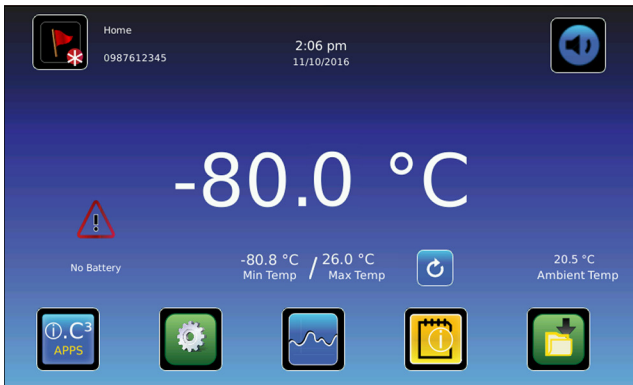 Home
0987612345
2:06 pm
11/10/2016
-80.0 °C
No Battery
-80.8 °C / 26.0 °C
Min Temp Max Temp
20.5 °C
Ambient Temp
i.C³
APPS